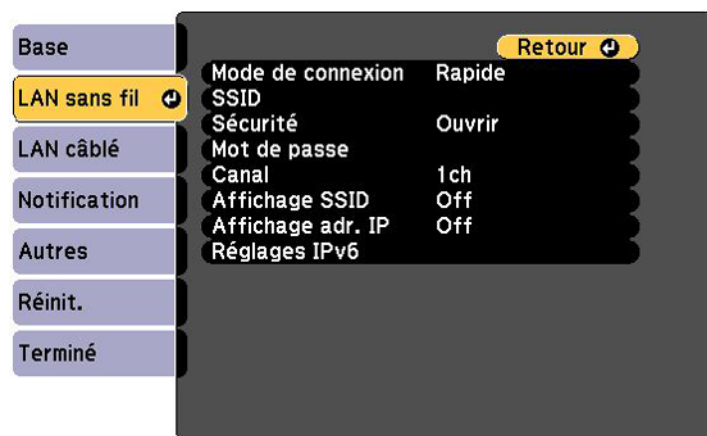 Base
LAN sans fil
LAN câblé
Notification
Autres
Réinit.
Terminé
Retour
Mode de connexion Rapide
SSID
Sécurité Ouvrir
Mot de passe
Canal 1ch
Affichage SSID Off
Affichage adr. IP Off
Réglages IPv6